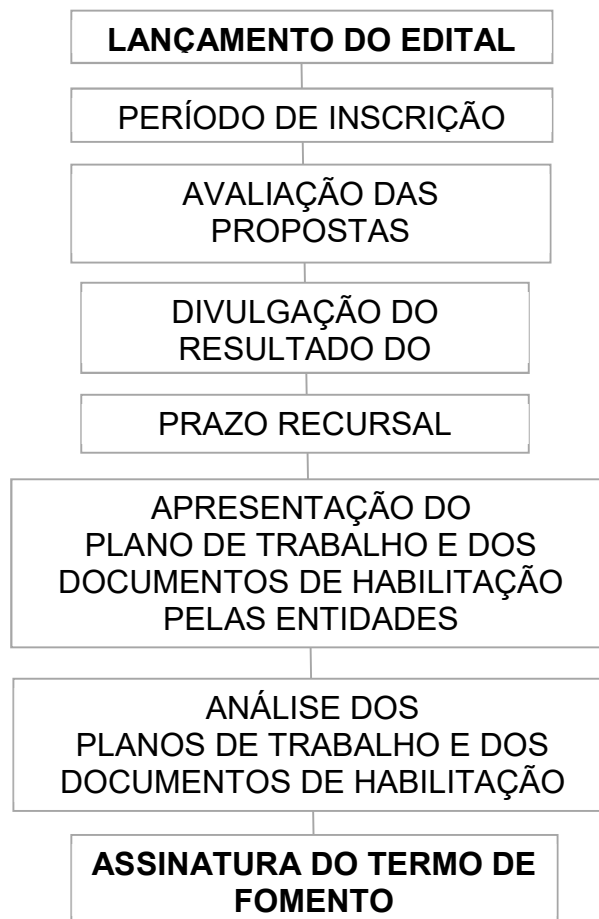 LANÇAMENTO DO EDITAL
PERÍODO DE INSCRIÇÃO
AVALIAÇÃO DAS
PROPOSTAS
DIVULGAÇÃO DO
RESULTADO DO
PRAZO RECURSAL
APRESENTAÇÃO DO
PLANO DE TRABALHO E DOS
DOCUMENTOS DE HABILITAÇÃO
PELAS ENTIDADES
ANÁLISE DOS
PLANOS DE TRABALHO E DOS
DOCUMENTOS DE HABILITAÇÃO
ASSINATURA DO TERMO DE
FOMENTO